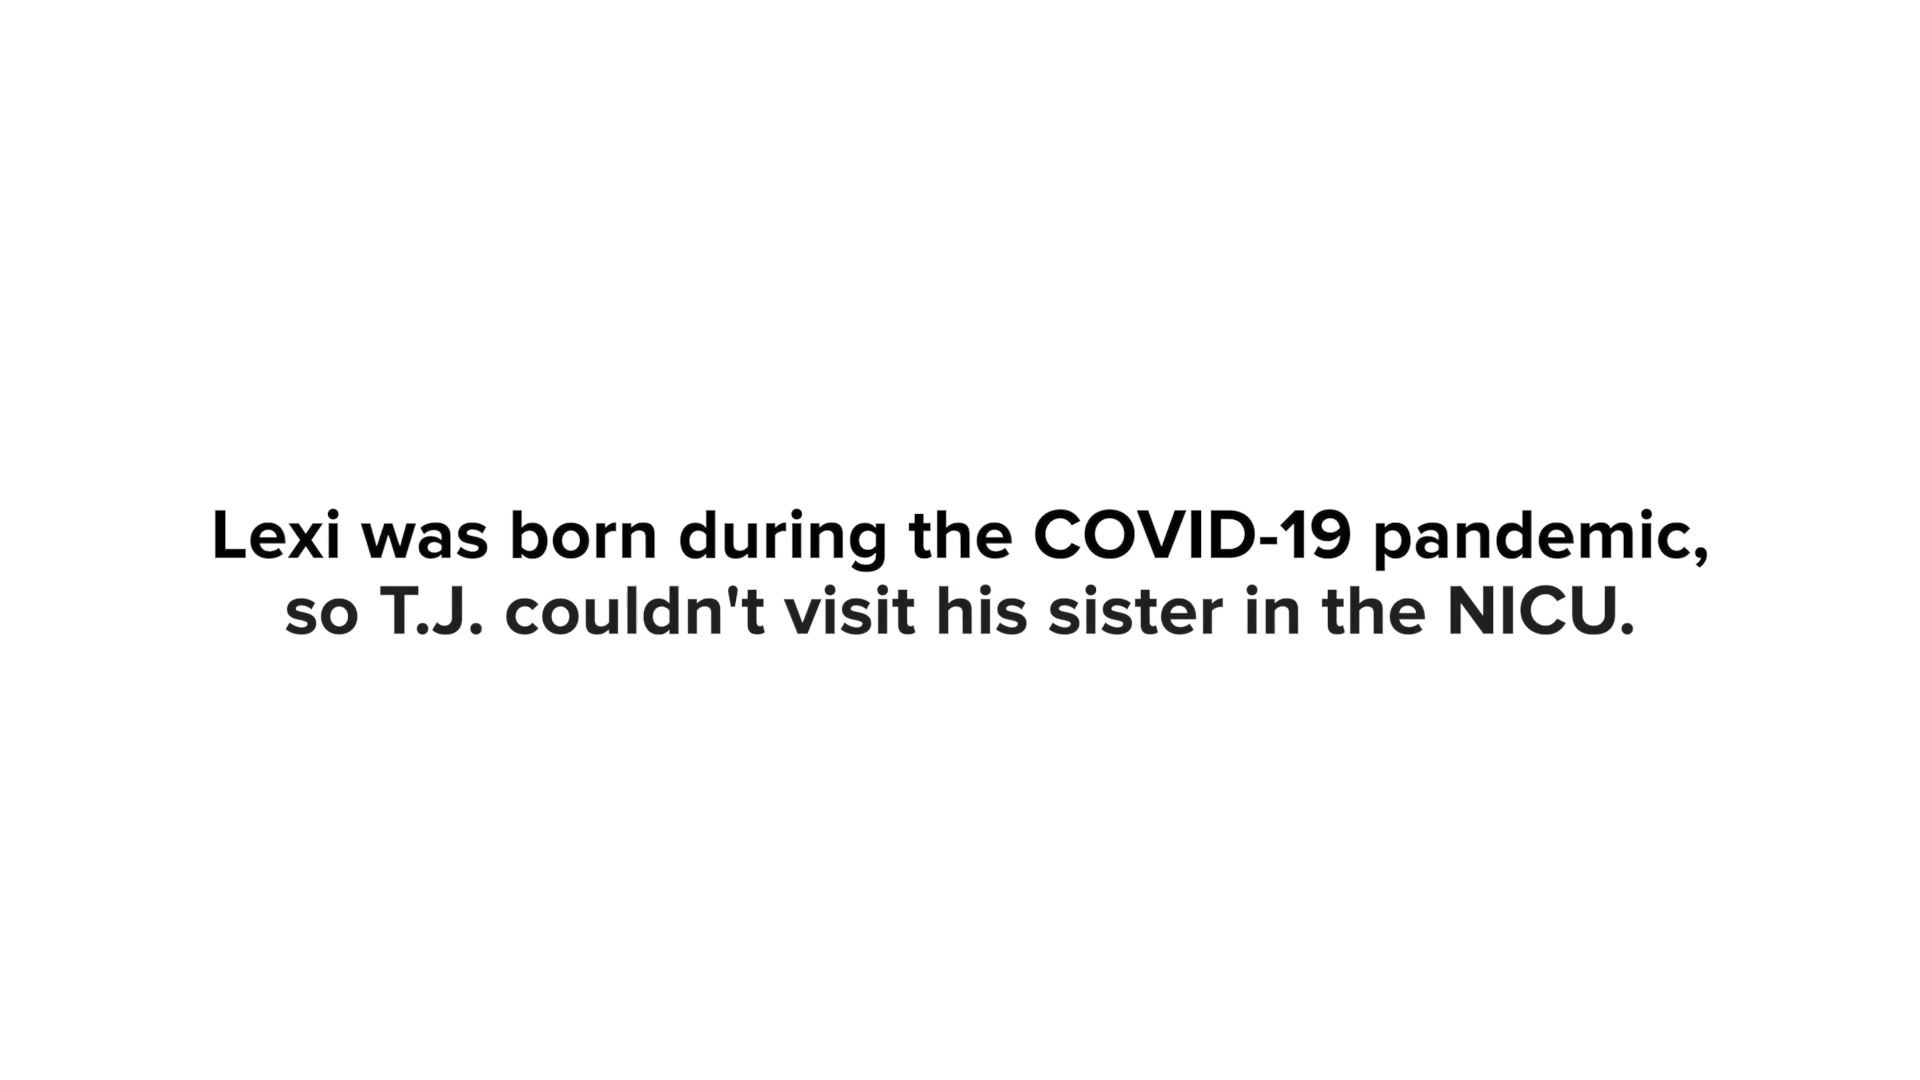 Lexi was born during the COVID-19 pandemic,
so T.J. couldn't visit his sister in the NICU.